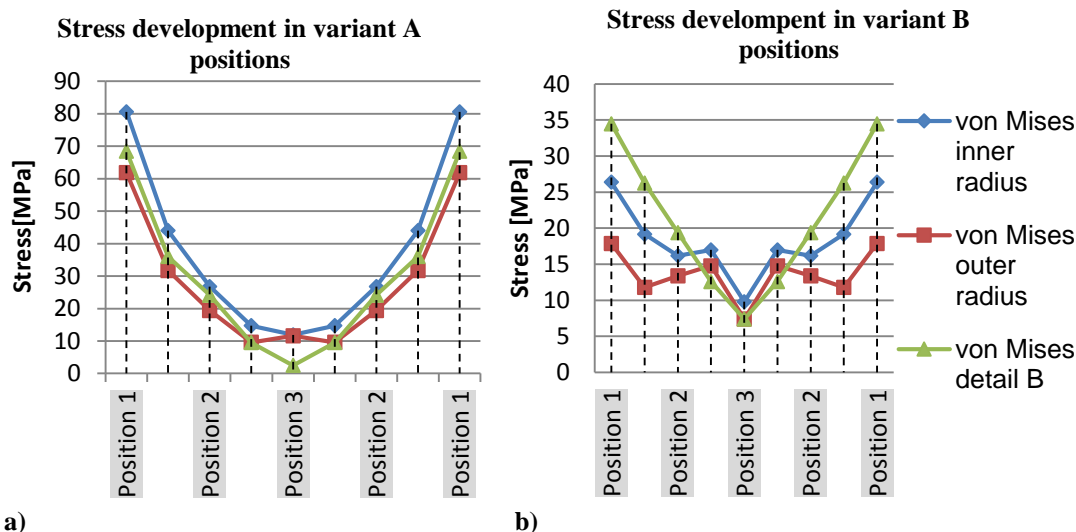 Stress development in variant A
positions
Stress[MPa]
90
80
70
60
50
40
30
20
10
0
Position 1
Position 2
Position 3
Position 2
Position 1
a)
Stress develompent in variant B
positions
Stress [MPa]
40
35
30
25
20
15
10
5
0
Position 1
Position 2
Position 3
Position 2
Position 1
b)
von Mises
inner
radius
von Mises
outer
radius
von Mises
detail B